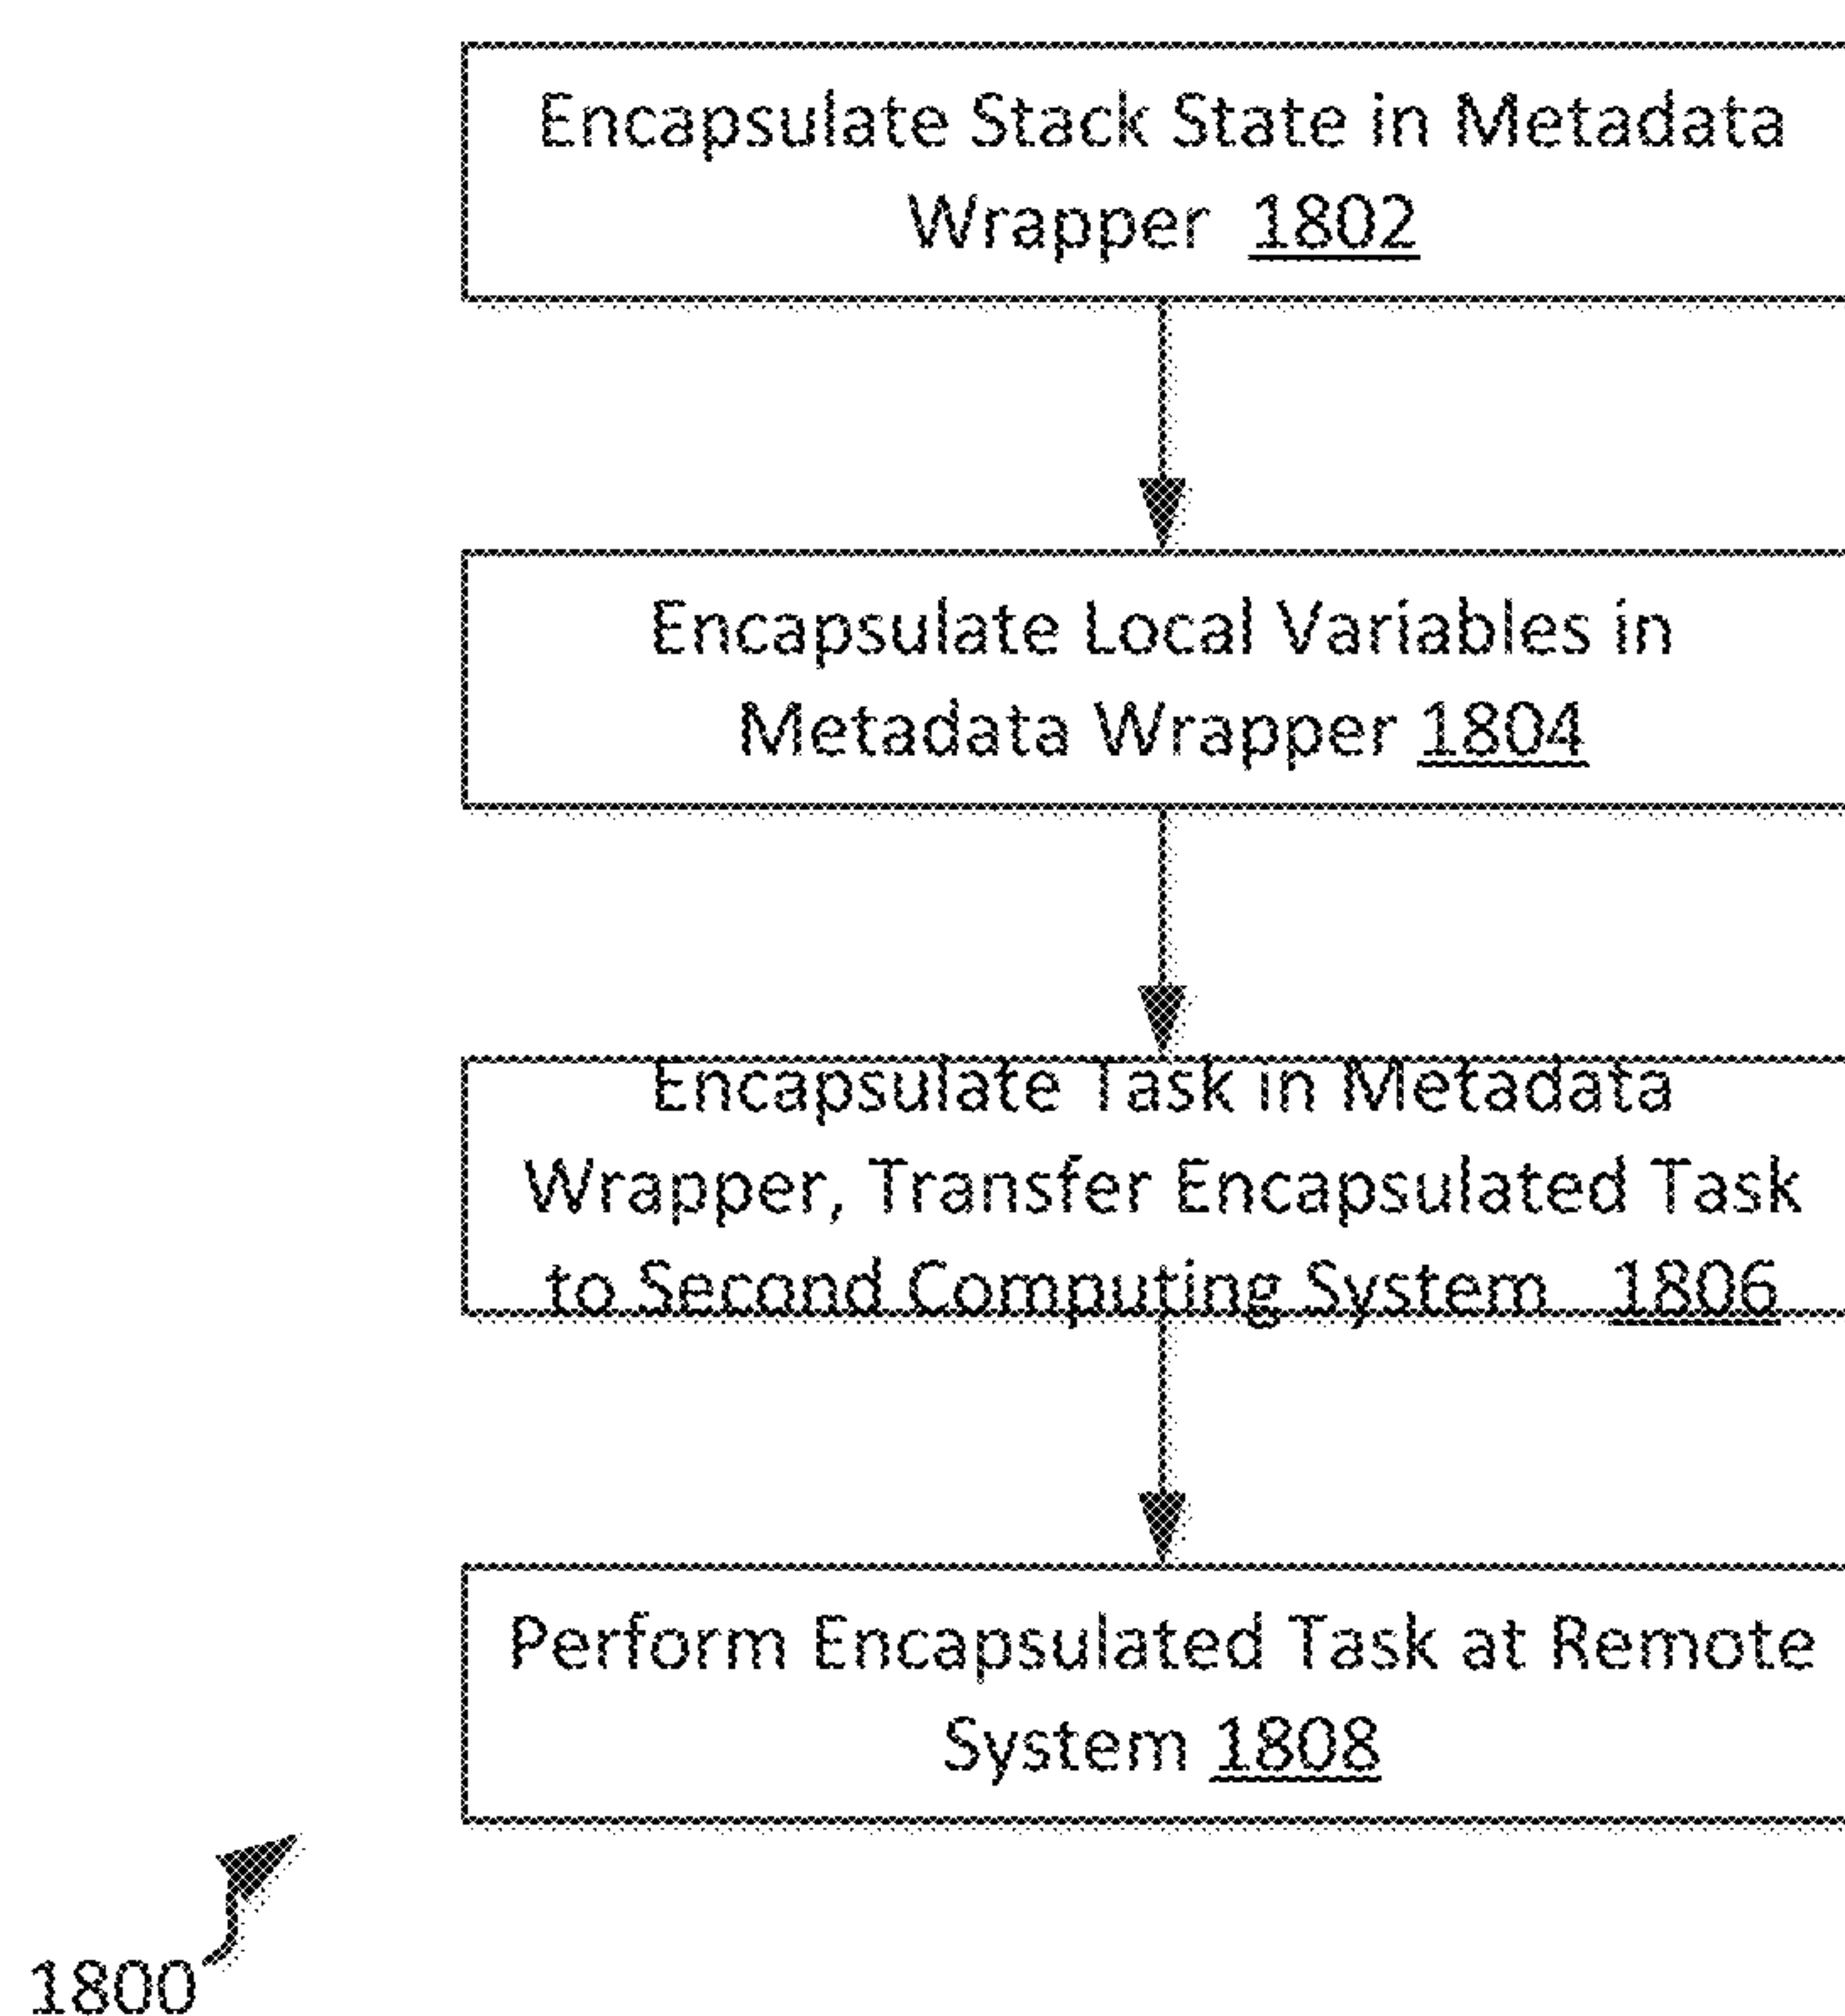 Encapsulate Stack State in Metadata
Wrapper 1802
Encapsulate Local Variables in
Metadata Wrapper 1804
Encapsulate Task in Metadata
Wrapper, Transfer Encapsulated Task
to Second Computing System 1806
Perform Encapsulated Task at Remote
System 1808
1800